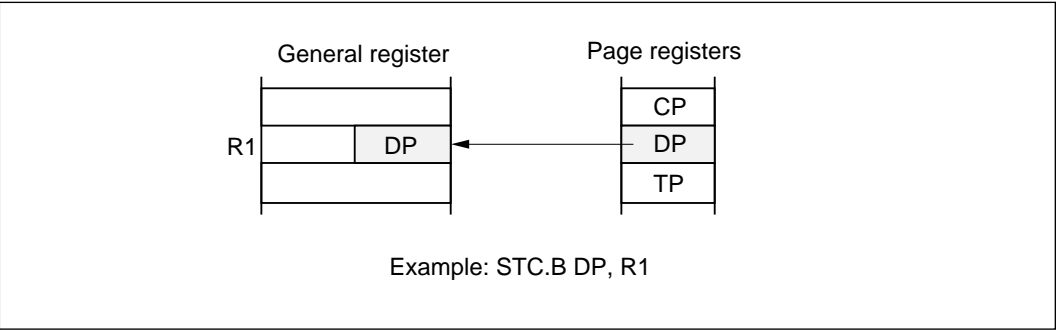 General register
Page registers
CP
R1
DP
DP
TP
Example: STC.B DP, R1